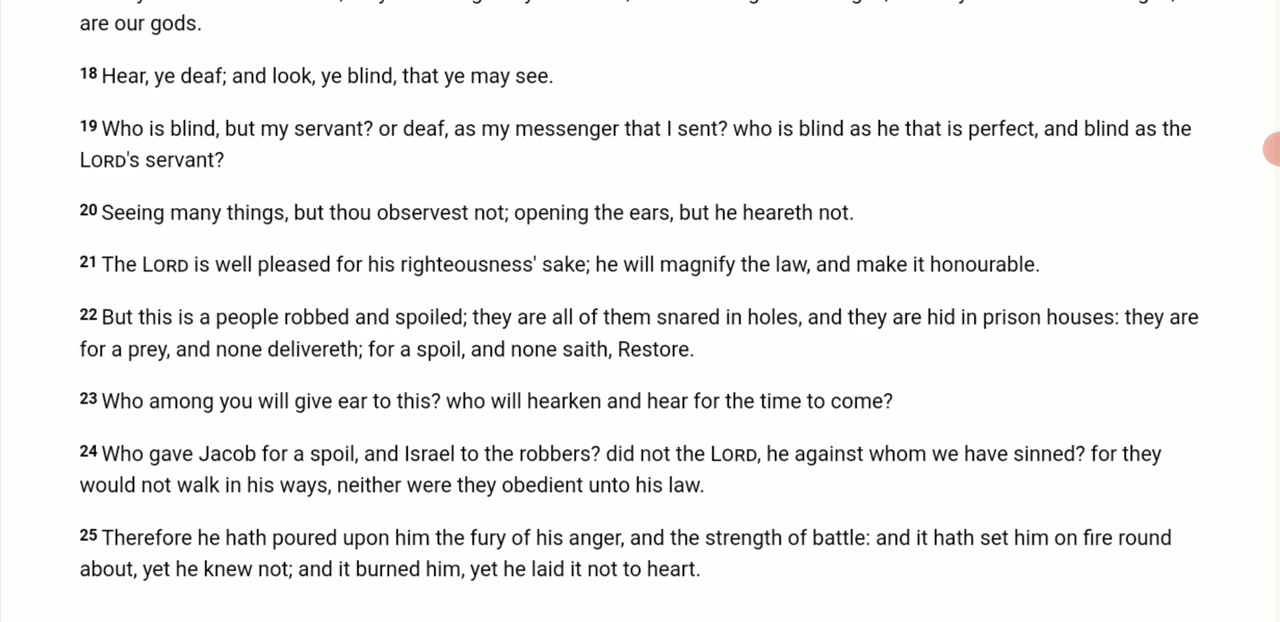 are our gods.
18 Hear, ye deaf; and look, ye blind, that ye may see.
19 Who is blind, but my servant? or deaf, as my messenger that I sent? who is blind as he that is perfect, and blind as the
LORD's servant?
20 Seeing many things, but thou observest not; opening the ears, but he heareth not.
21 The LORD is well pleased for his righteousness' sake; he will magnify the law, and make it honourable.
22 But this is a people robbed and spoiled; they are all of them snared in holes, and they are hid in prison houses: they are
for a prey, and none delivereth; for a spoil, and none saith, Restore.
23 Who among you will give ear to this? who will hearken and hear for the time to come?
24 Who gave Jacob for a spoil, and Israel to the robbers? did not the LORD, he against whom we have sinned? for they
would not walk in his ways, neither were they obedient unto his law.
25 Therefore he hath poured upon him the fury of his anger, and the strength of battle: and it hath set him on fire round
about, yet he knew not; and it burned him, yet he laid it not to heart.